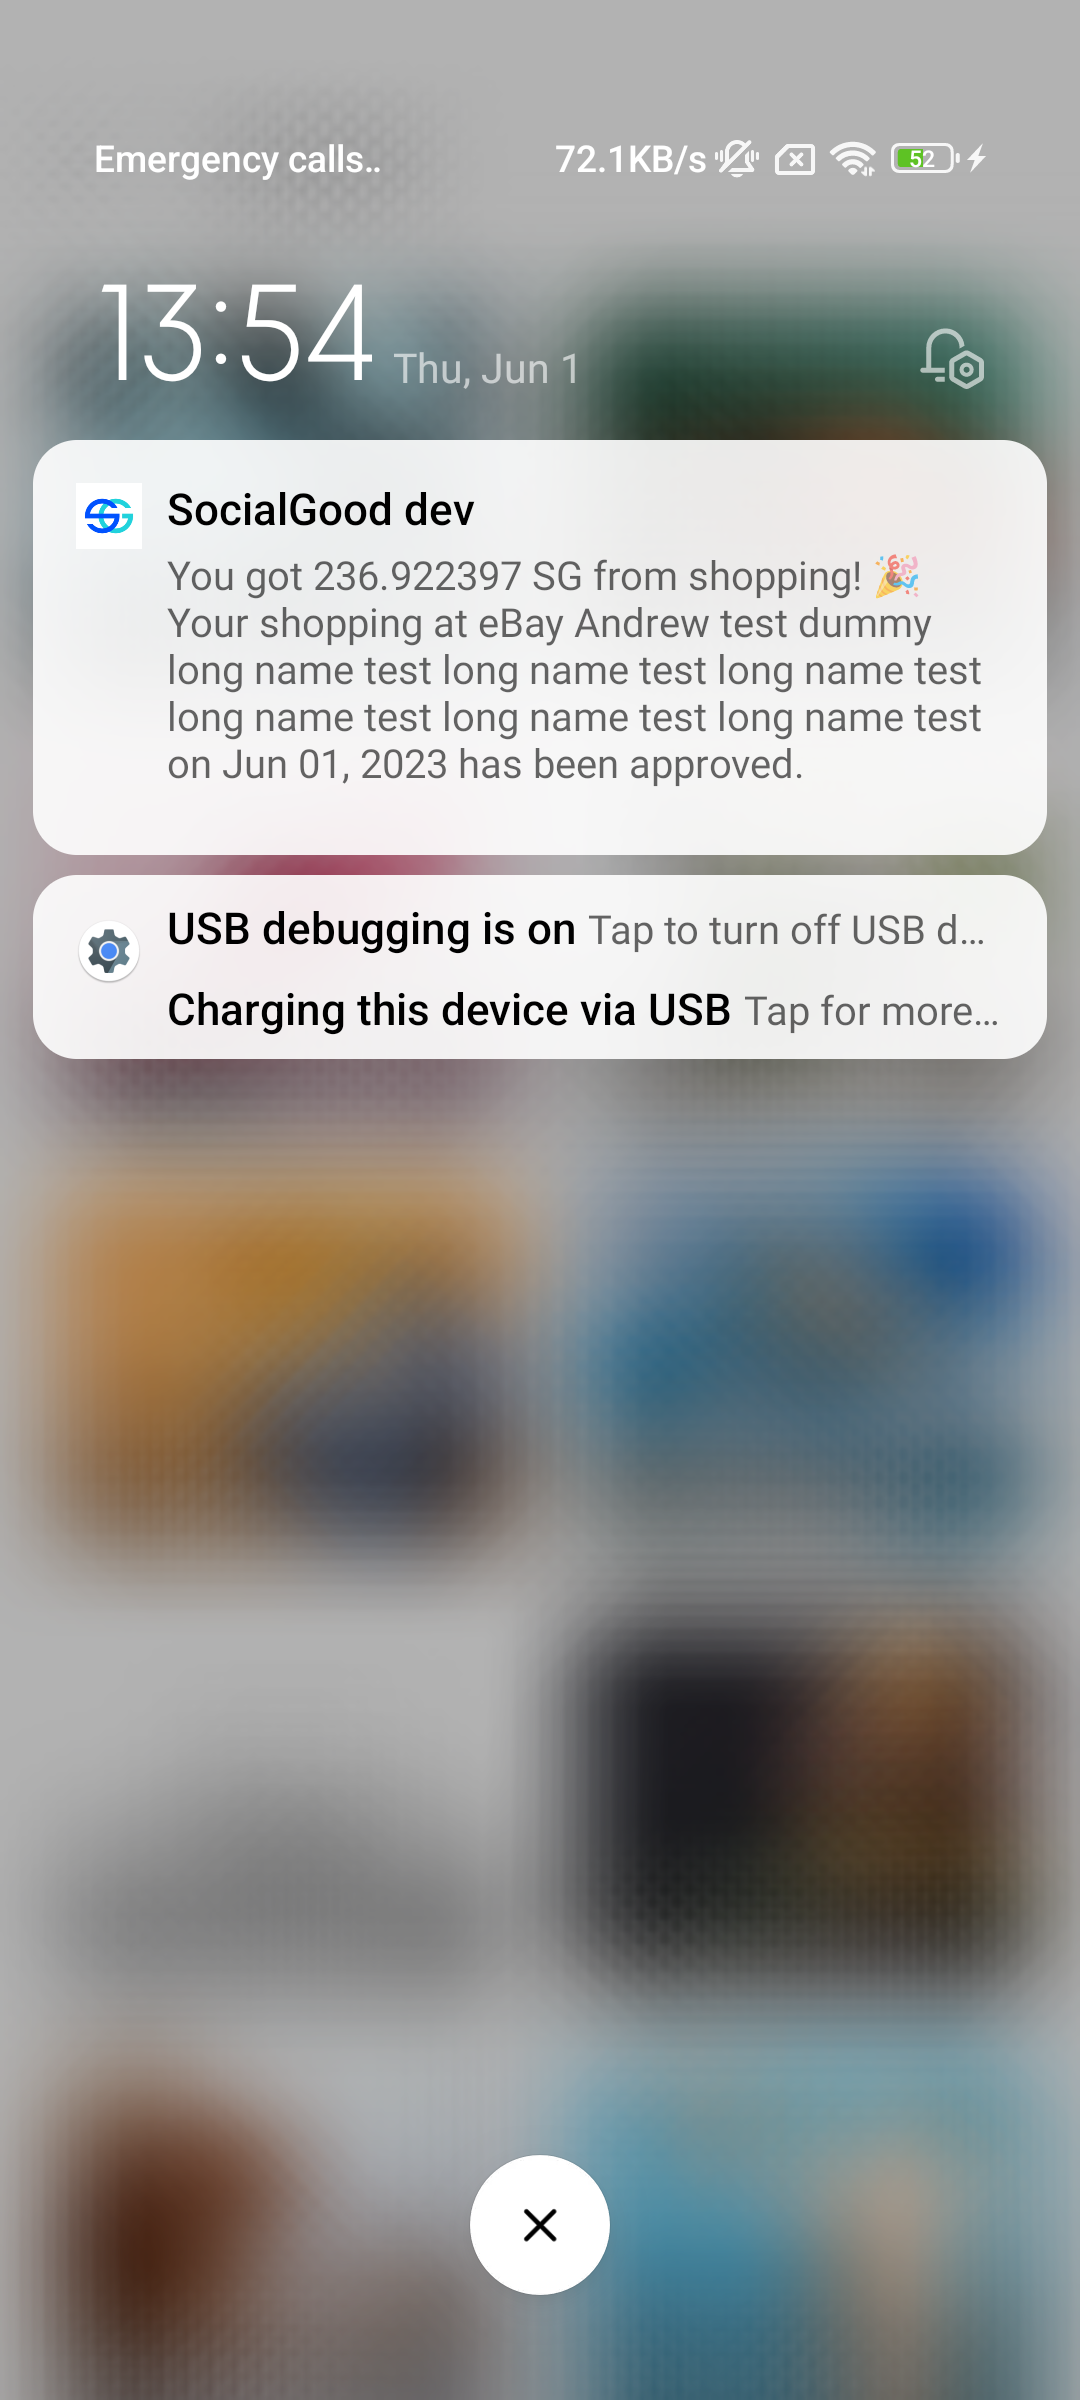 Emergency calls..
72.1KB/s
52
13:54 Thu, Jun 1
SocialGood dev
You got 236.922397 SG from shopping! 🎉
Your shopping at eBay Andrew test dummy
long name test long name test long name test
long name test long name test long name test
on Jun 01, 2023 has been approved.
USB debugging is on Tap to turn off USB d...
Charging this device via USB Tap for more...